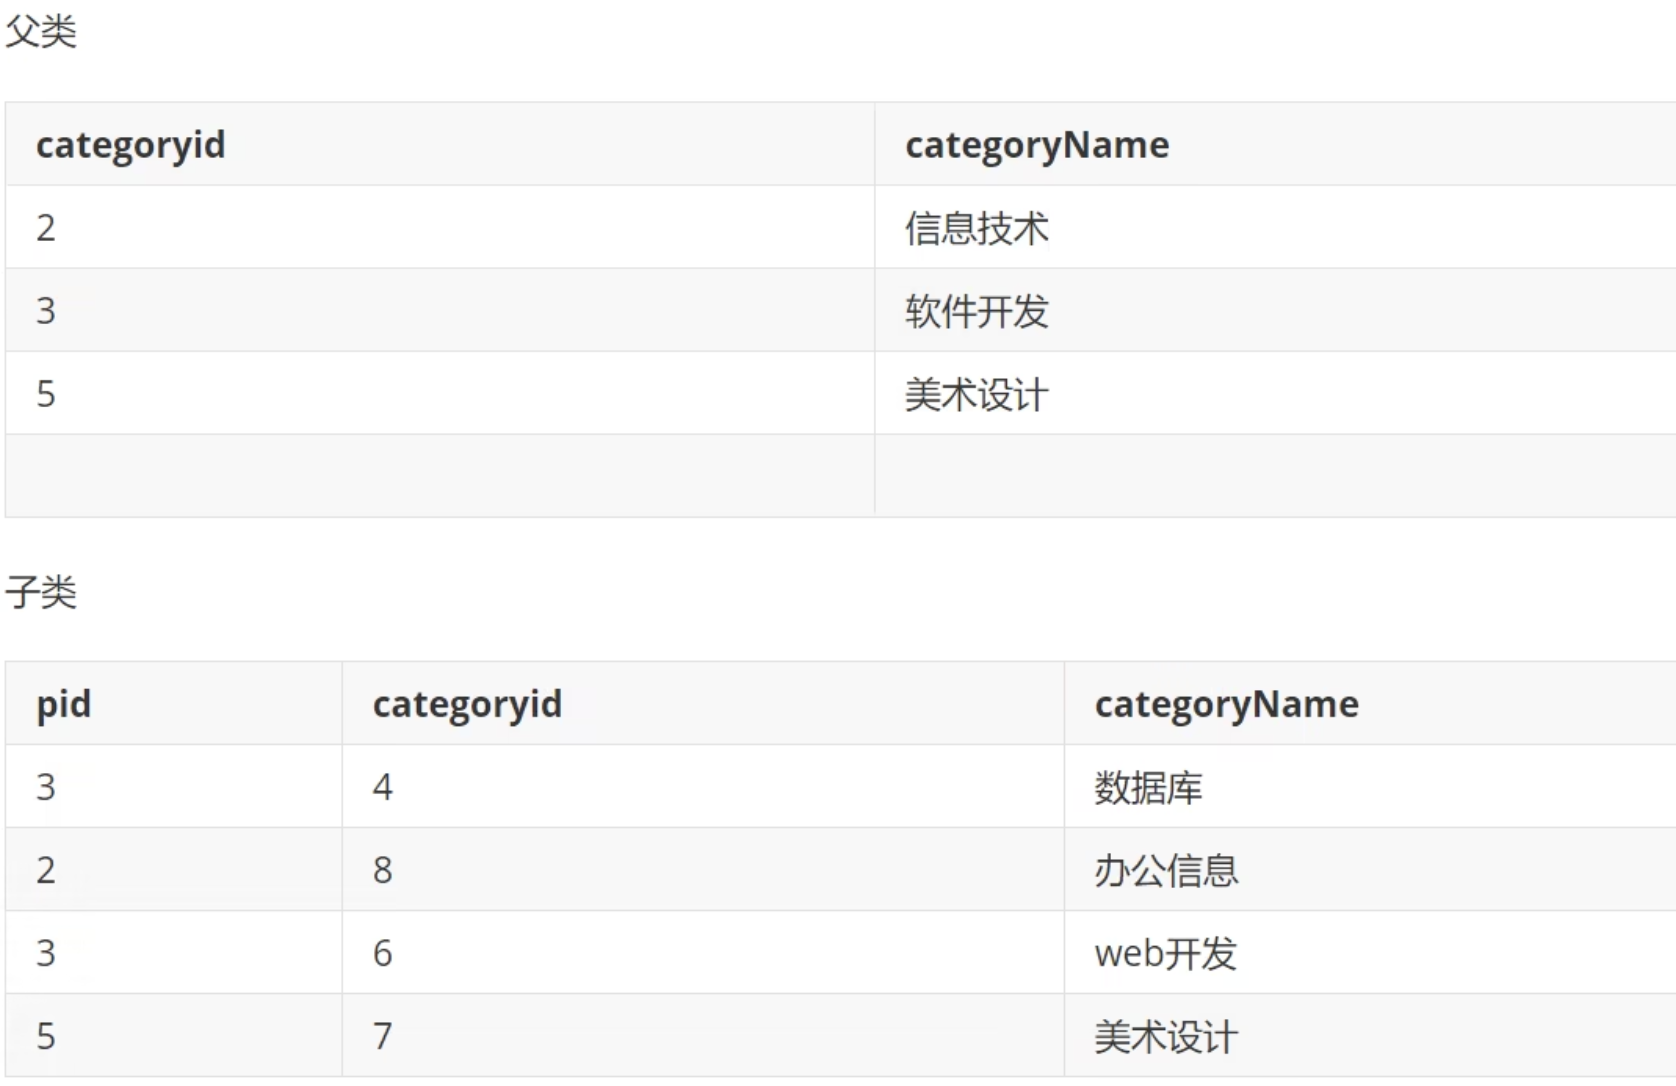 父类
categoryid categoryName
2 信息技术
3 软件开发
5 美术设计
子类
pid categoryid categoryName
3 4 数据库
2 8 办公信息
3 6 web开发
5 7 美术设计